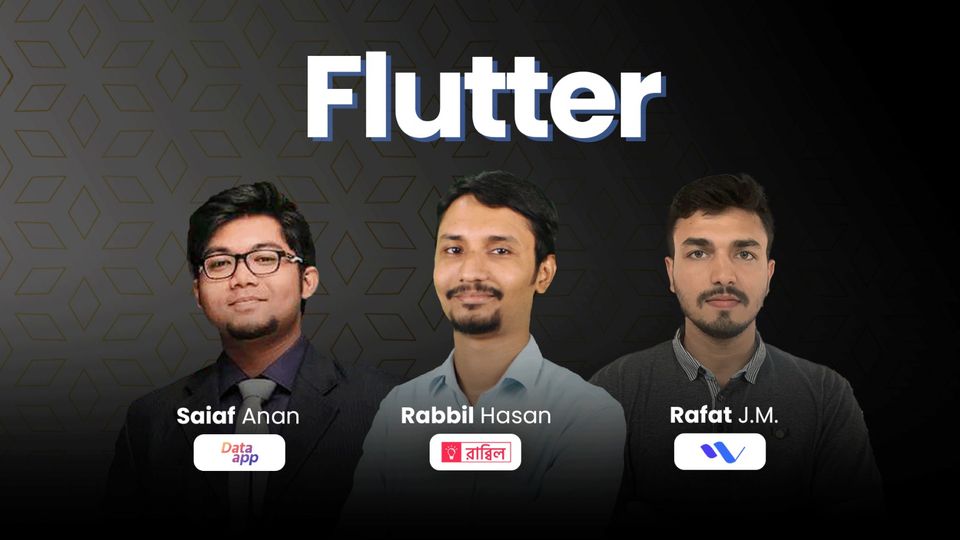 Flutter
Saiaf Anan
Rabbil Hasan
Rafat J.M.
Data
app
রাব্বিল